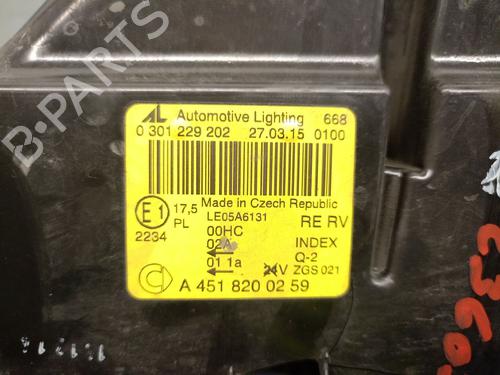 AL Automotive Lighting 668
0 301 229 202 27.03.15 0100
Made in Czech Republic
LE05A6131
E1 17,5 RE RV
PL
2234 00HC
02A INDEX
01 1a Q-2
24V ZGS 021
A 451 820 02 59
B-PARTS